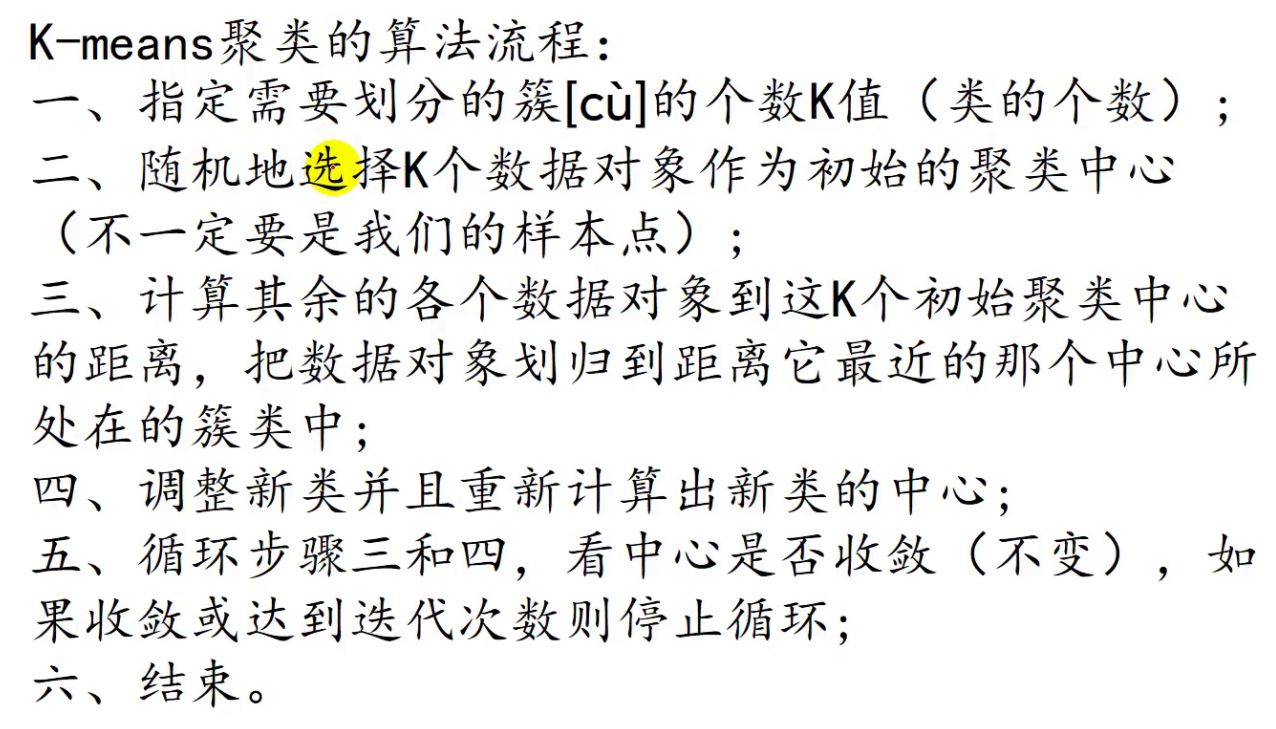 K-means聚类的算法流程：
一、指定需要划分的簇[cù]的个数K值（类的个数）；
二、随机地选择K个数据对象作为初始的聚类中心
（不一定要是我们的样本点）；
三、计算其余的各个数据对象到这K个初始聚类中心
的距离，把数据对象划归到距离它最近的那个中心所
处在的簇类中；
四、调整新类并且重新计算出新类的中心；
五、循环步骤三和四，看中心是否收敛（不变），如
果收敛或达到迭代次数则停止循环；
六、结束。